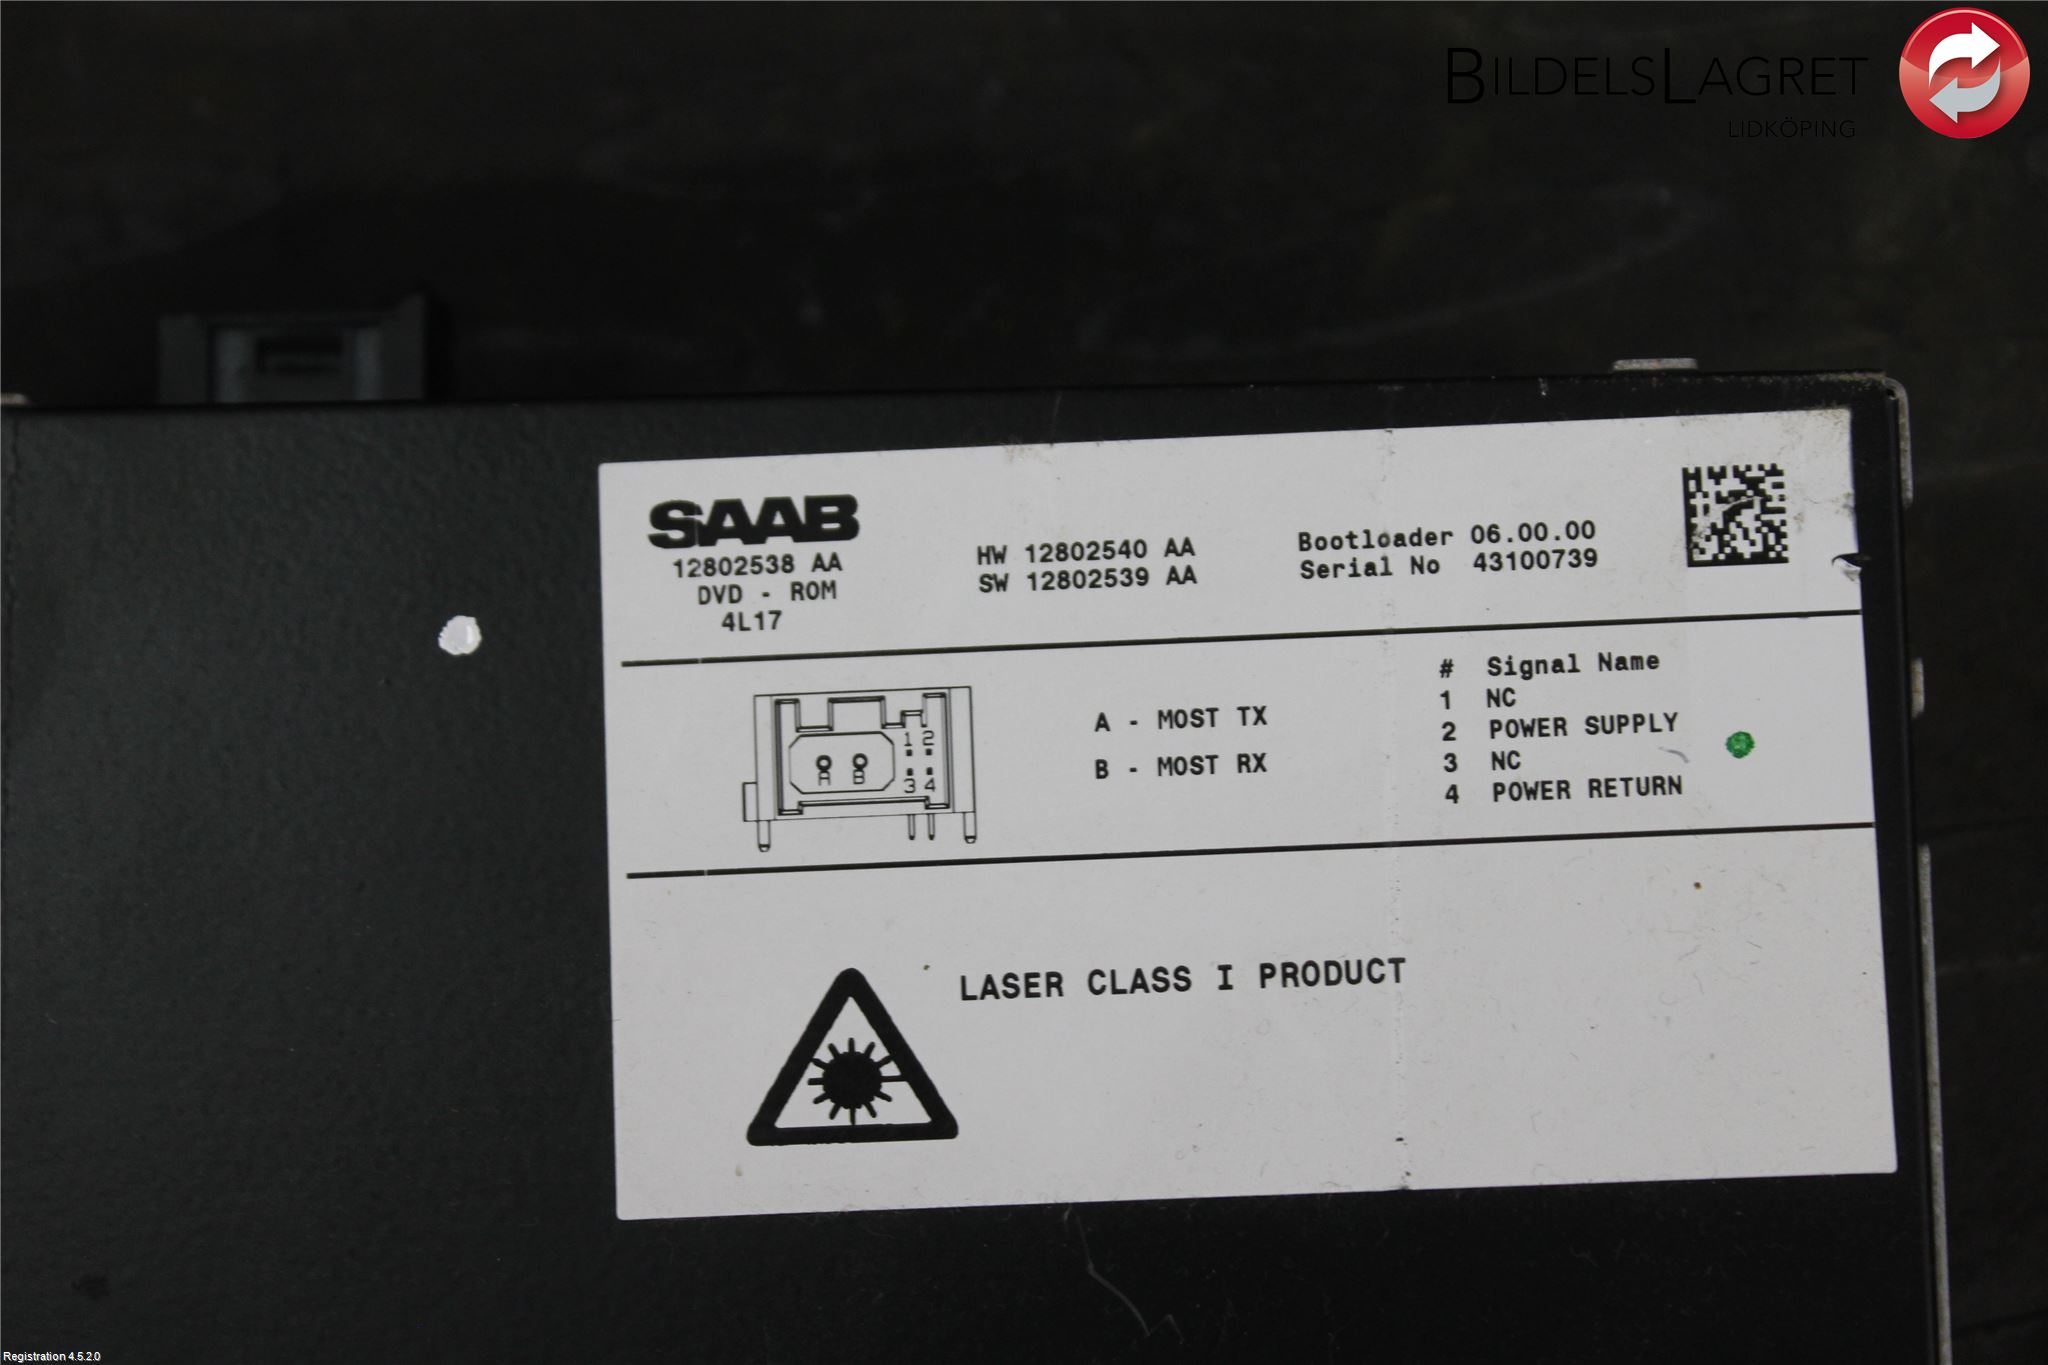 BILDELSLAGRET
LIDKÖPING
SAAB
12802538 AA
DVD - ROM
4L17
HW 12802540 AA
SW 12802539 AA
Bootloader 06.00.00
Serial No 43100739
1 2
A B
3 4
A - MOST TX
B - MOST RX
# Signal Name
1 NC
2 POWER SUPPLY
3 NC
4 POWER RETURN
LASER CLASS I PRODUCT
Registration 4.5.2.0